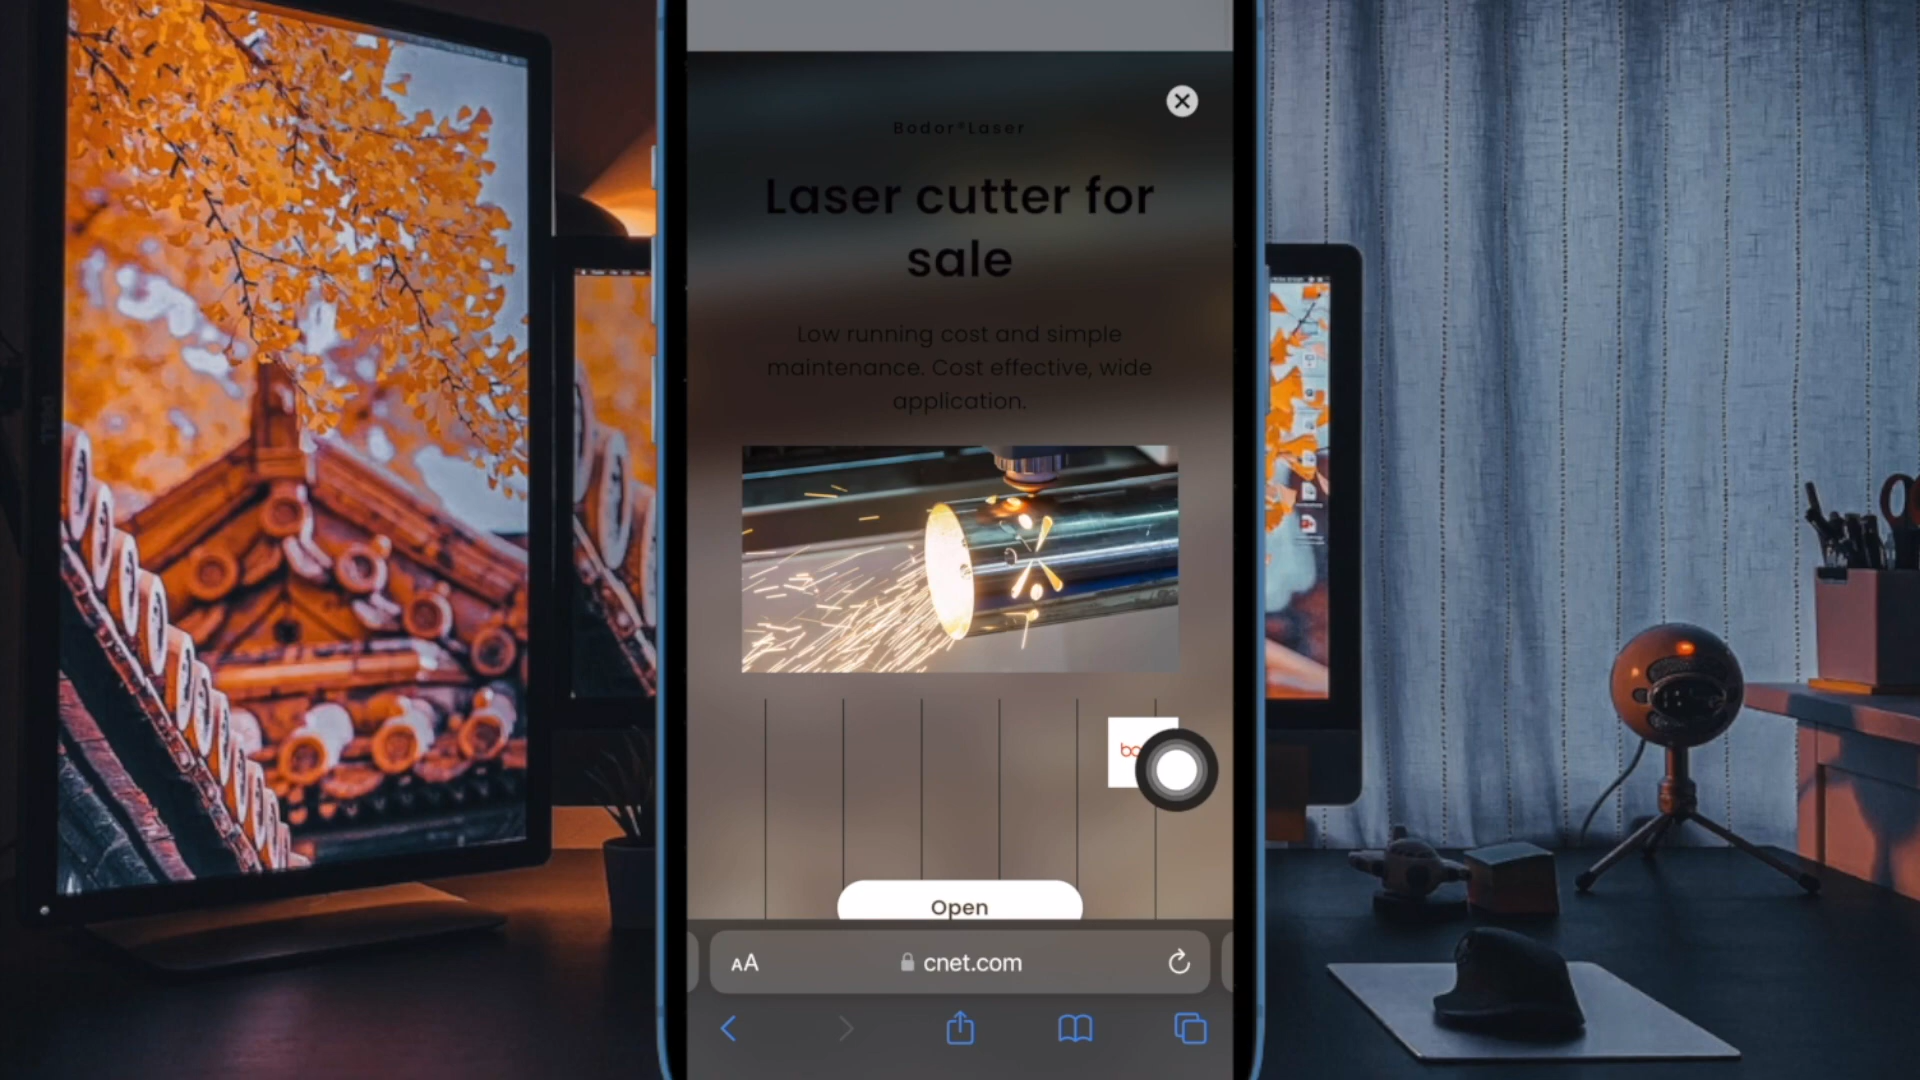 Bodor®Laser
Laser cutter for
sale
Low running cost and simple
maintenance. Cost effective, wide
application.
Open
AA
cnet.com